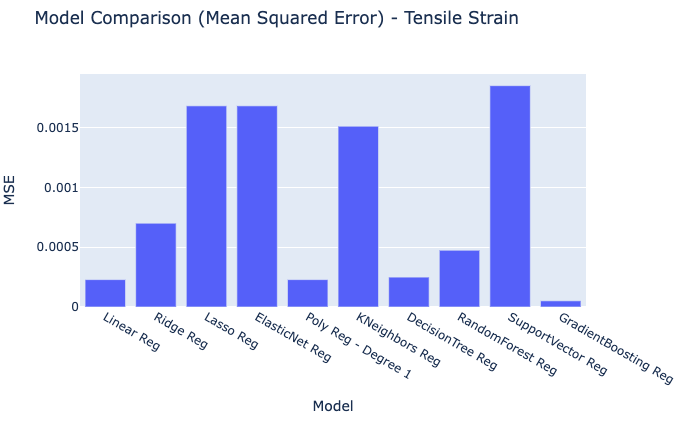 Model Comparison (Mean Squared Error) - Tensile Strain
MSE
0.0015
0.001
0.0005
0
Linear Reg
Ridge Reg
Lasso Reg
ElasticNet Reg
Poly Reg - Degree 1
KNeighbors Reg
DecisionTree Reg
RandomForest Reg
SupportVector Reg
GradientBoosting Reg
Model